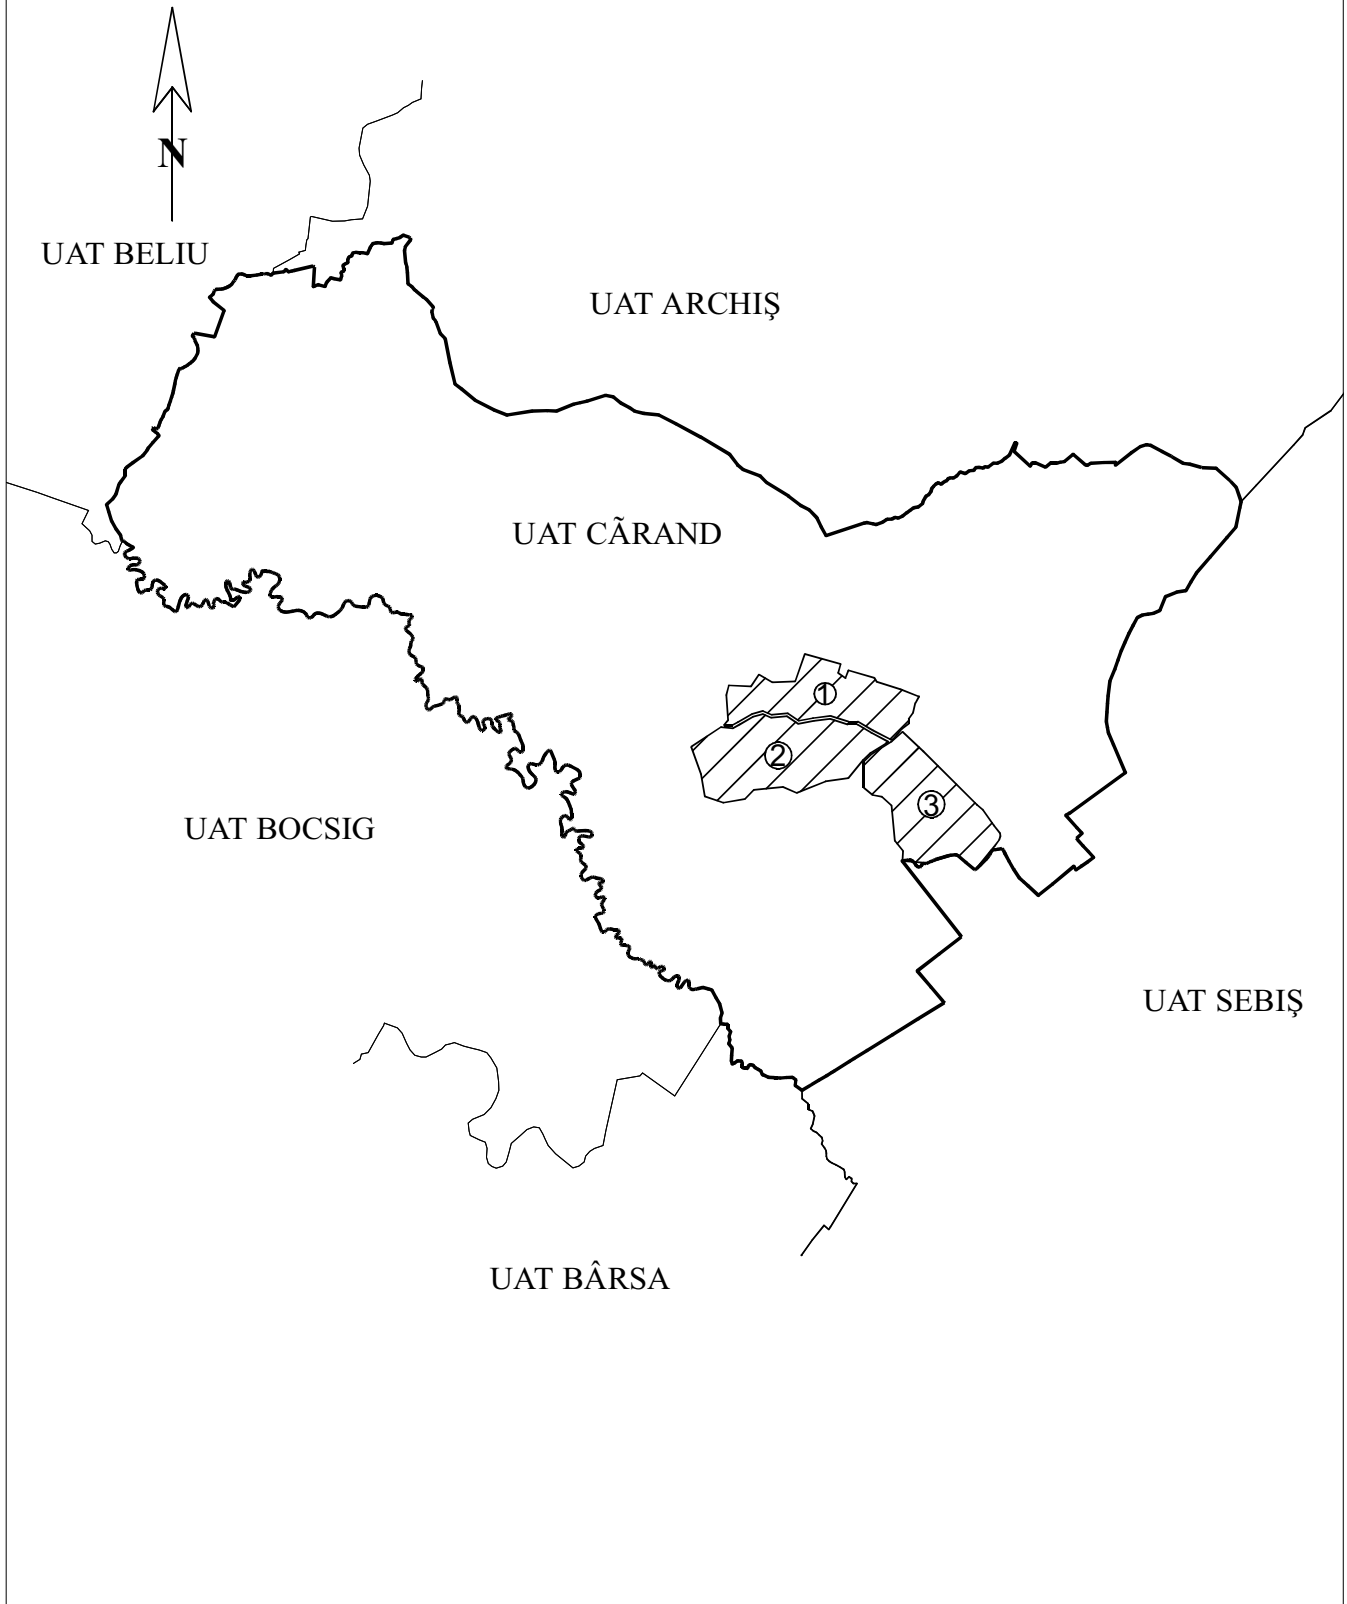 N
UAT BELIU
UAT ARCHIŞ
UAT CÃRAND
1
2
3
UAT BOCSIG
UAT SEBIŞ
UAT BÂRSA